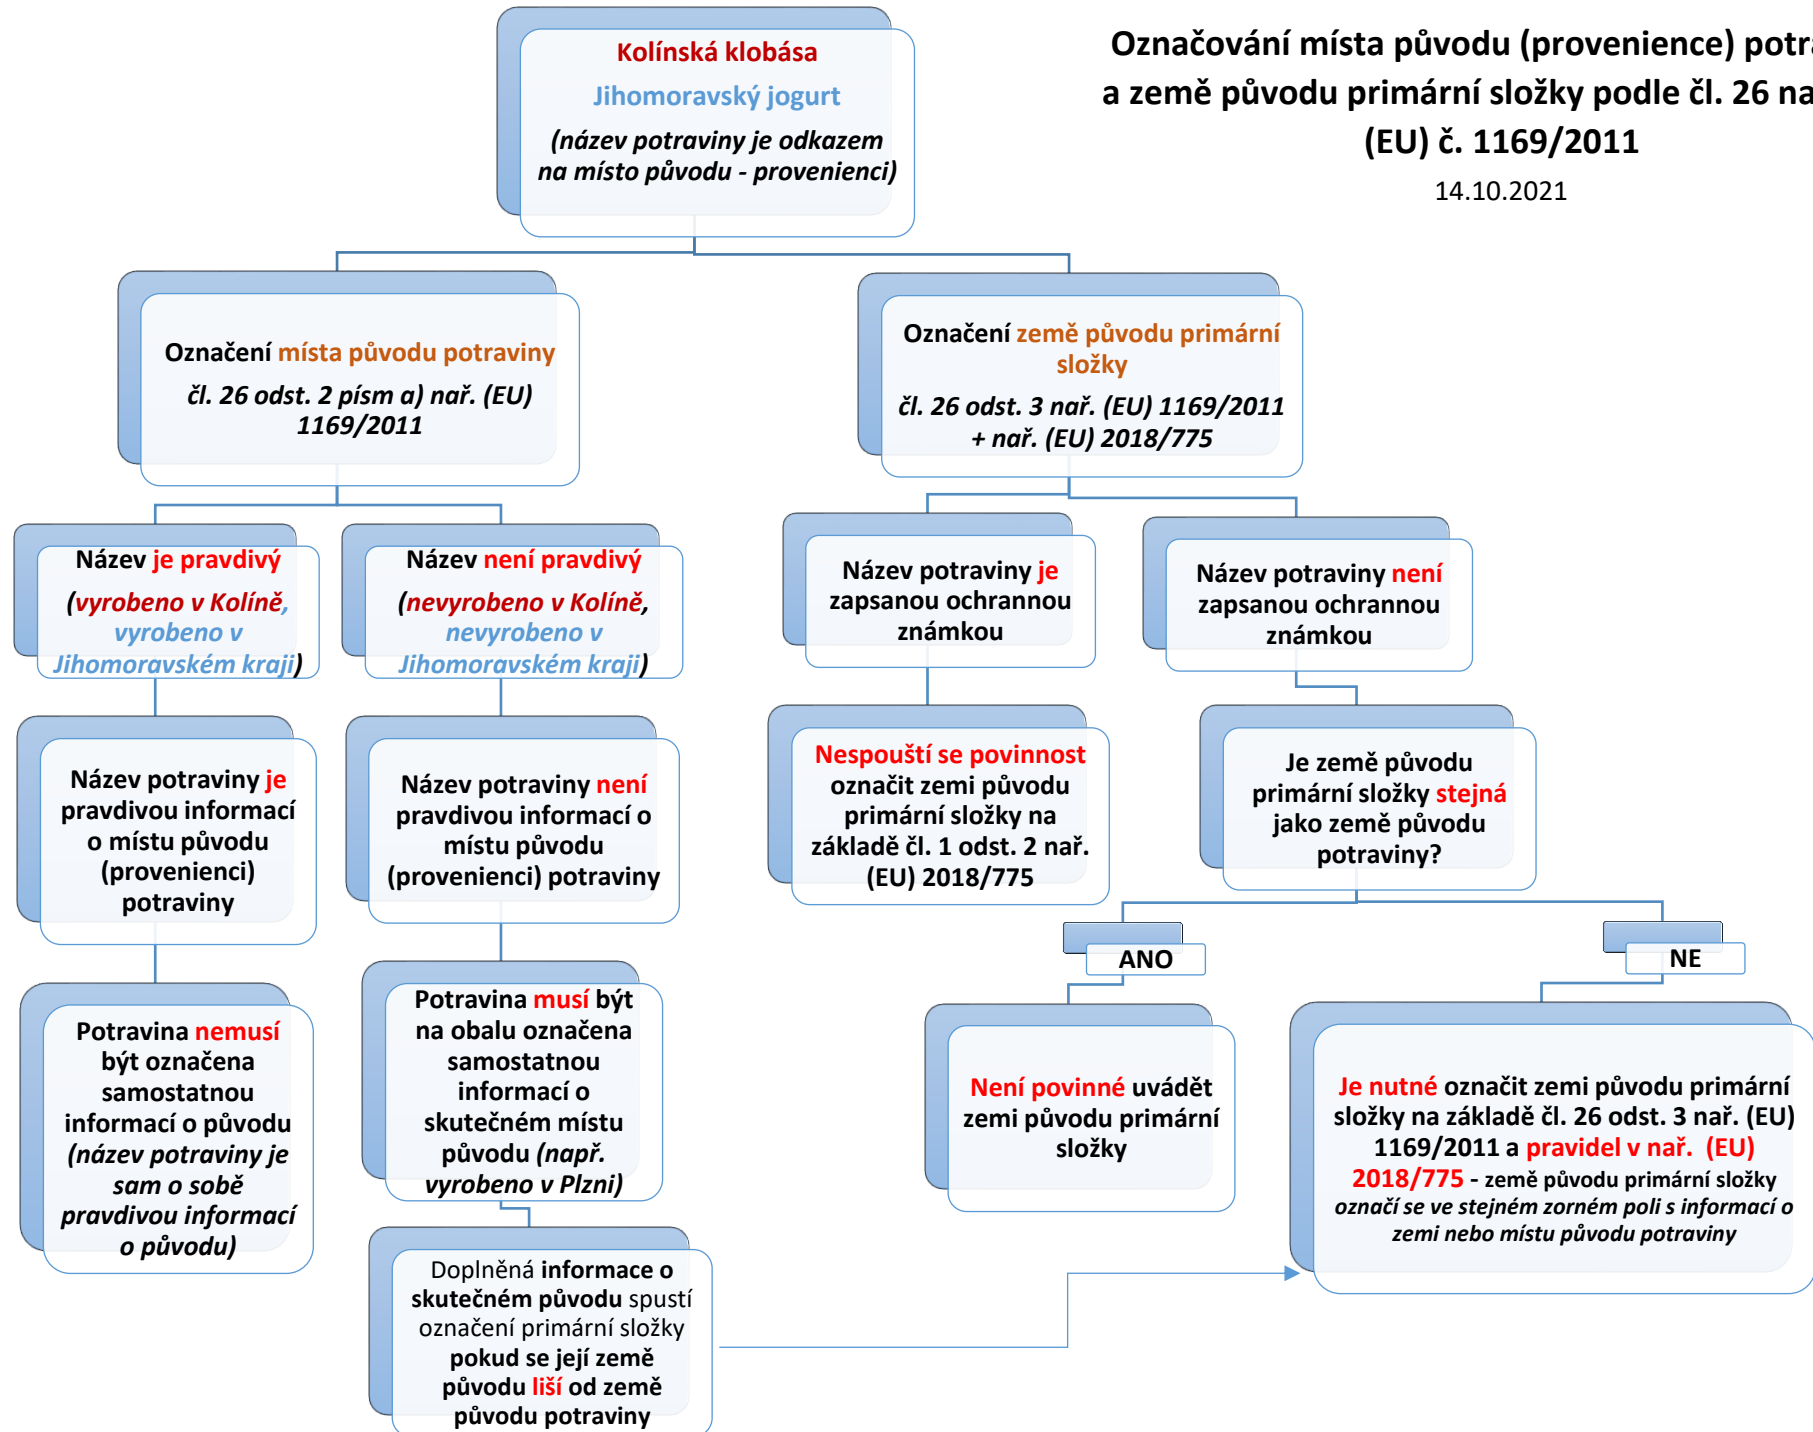 Označování místa původu (provenience)
a země původu primární složky podle čl. 26
(EU) č. 1169/2011
14.10.2021
Kolínská klobása
Jihomoravský jogurt
(název potraviny je odkazem
na místo původu - provenienci)
Označení místa původu potraviny
čl. 26 odst. 2 písm a) nař. (EU)
1169/2011
Označení země původu primární
složky
čl. 26 odst. 3 nař. (EU) 1169/2011
+ nař. (EU) 2018/775
Název je pravdivý
(vyrobeno v Kolíně,
vyrobeno v
Jihomoravském kraji)
Název není pravdivý
(nevyrobeno v Kolíně,
nevyrobeno v
Jihomoravském kraji)
Název potraviny je
zapsanou ochrannou
známkou
Název potraviny není
zapsanou ochrannou
známkou
Název potraviny je
pravdivou informací
o místu původu
(provenienci)
potraviny
Název potraviny není
pravdivou informací o
místu původu
(provenienci) potraviny
Nespouští se povinnost
označit zemi původu
primární složky na
základě čl. 1 odst. 2 nař.
(EU) 2018/775
Je země původu
primární složky stejná
jako země původu
potraviny?
ANO
NE
Potravina nemusí
být označena
samostatnou
informací o původu
(název potraviny je
sam o sobě
pravdivou informací
o původu)
Potravina musí být
na obalu označena
samostatnou
informací o
skutečném místu
původu (např.
vyrobeno v Plzni)
Není povinné uvádět
zemi původu primární
složky
Je nutné označit zemi původu primární
složky na základě čl. 26 odst. 3 nař. (EU)
1169/2011 a pravidel v nař. (EU)
2018/775 - země původu primární složky
označí se ve stejném zorném poli s informací o
zemi nebo místu původu potraviny
Doplněná informace o
skutečném původu spustí
označení primární složky
pokud se její země
původu liší od země
původu potraviny